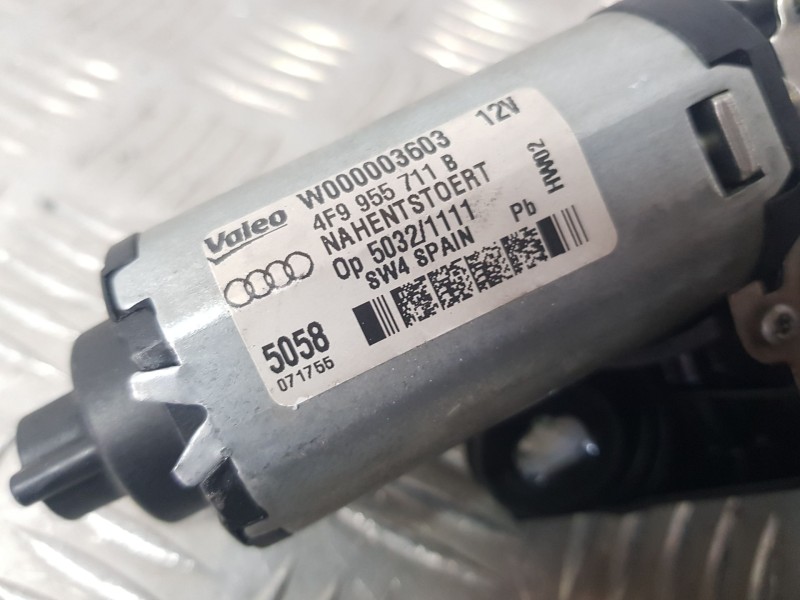 Valeo W000003603 12V
4F9 955 711 B
NAHENTSTOERT
Op 5032/1111
SW4 SPAIN
Pb HW02
5058
071755